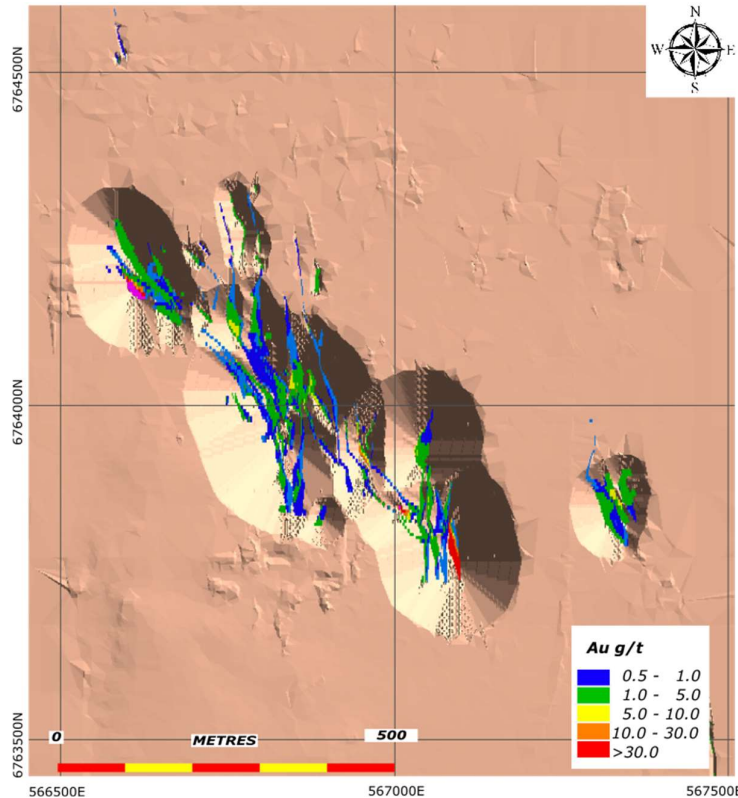 N
W E
S
6764500N
6764000N
6763500N
Au g/t
0.5 - 1.0
1.0 - 5.0
5.0 - 10.0
10.0 - 30.0
>30.0
0 METRES 500
566500E 567000E 567500E